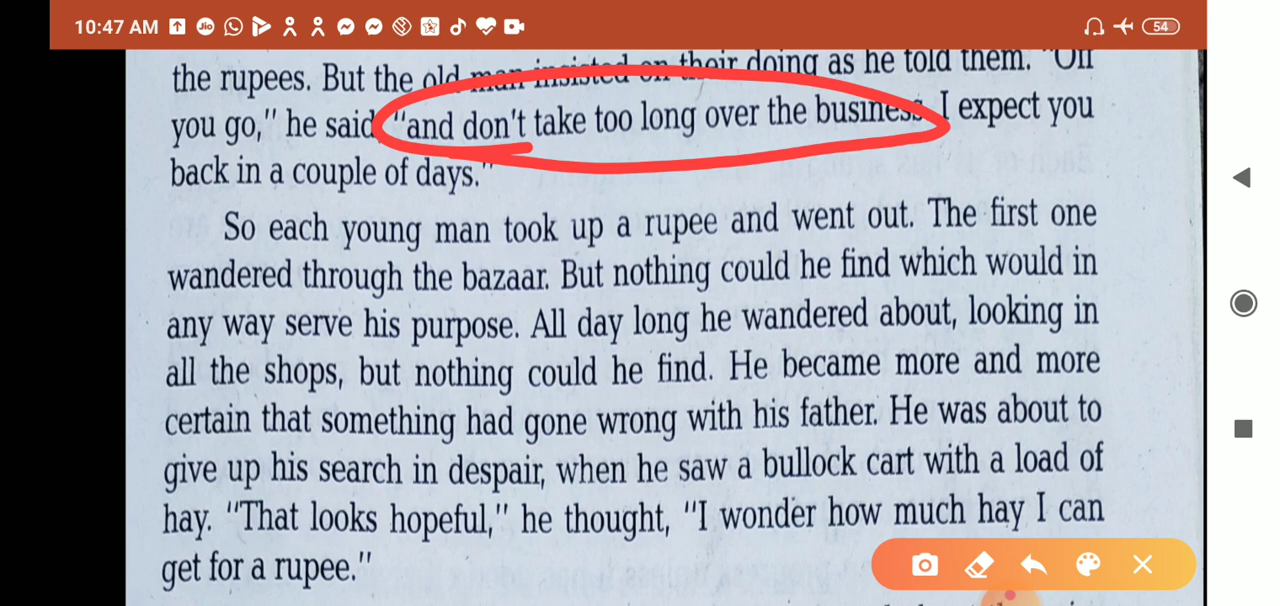 10:47 AM 54
the rupees. But the old man insisted on their doing as he told them. "Off
you go," he said, "and don't take too long over the business. I expect you
back in a couple of days."
So each young man took up a rupee and went out. The first one
wandered through the bazaar. But nothing could he find which would in
any way serve his purpose. All day long he wandered about, looking in
all the shops, but nothing could he find. He became more and more
certain that something had gone wrong with his father. He was about to
give up his search in despair, when he saw a bullock cart with a load of
hay. "That looks hopeful," he thought, "I wonder how much hay I can
get for a rupee."